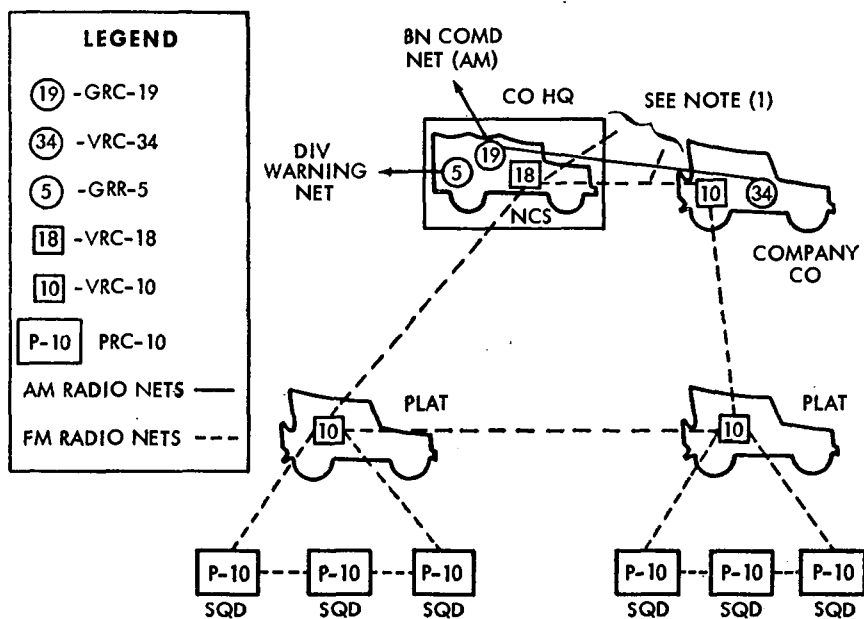 LEGEND
19 -GRC-19
34 -VRC-34
5 -GRR-5
18 -VRC-18
10 -VRC-10
P-10 PRC-10
AM RADIO NETS
FM RADIO NETS
BN COMD
NET (AM)
CO HQ
SEE NOTE (1)
DIV
WARNING
NET
5
19
18
NCS
10
34
COMPANY
CO
PLAT
10
PLAT
10
P-10
P-10
P-10
SQD
SQD
SQD
P-10
P-10
P-10
SQD
SQD
SQD